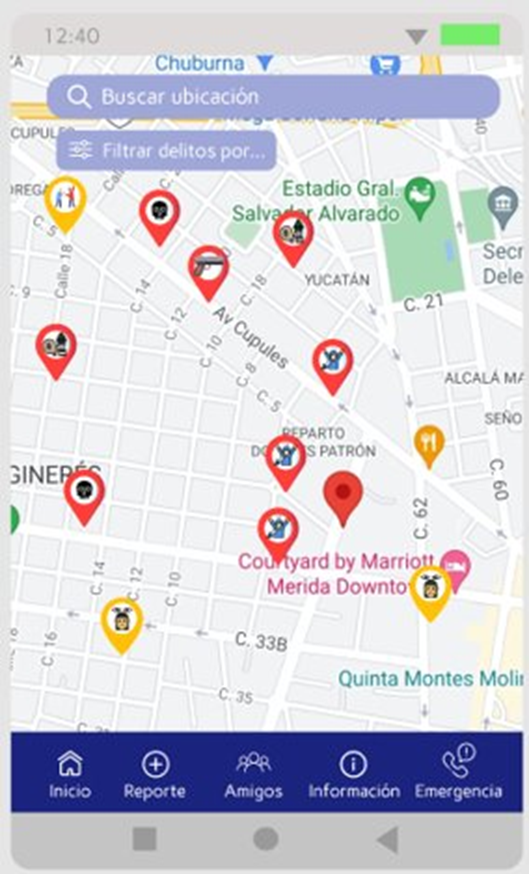 12:40
Chuburna
Buscar ubicación
CUPULES
Filtrar delitos por...
Estadio Gral.
Salvador Alvarado
C. 5
Calle 18
YUCATÁN
Secr
Dele
C. 21
C. 14
C. 18
C. 12
Av Cupules
C. 10
C. 8
C. 5
ALCALÁ MA
SEÑO
REPARTO
DOLORES PATRÓN
GINERÉS
C. 60
C. 62
Courtyard by Marriott
Merida Downto
C. 14
C. 12
C. 10
C. 16
C. 33B
Quinta Montes Molin
C. 35
Inicio
Reporte
Amigos
Información
Emergencia